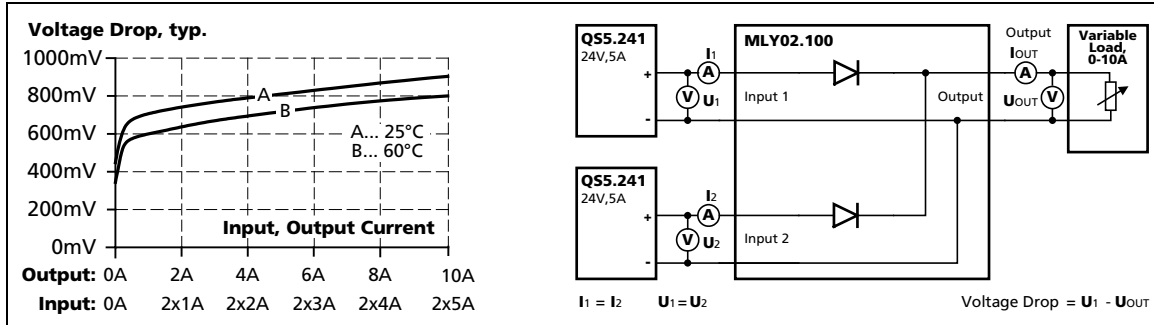 Voltage Drop, typ.
1000mV
800mV
600mV
400mV
200mV
0mV
A
B
A... 25°C
B... 60°C
Input, Output Current
Output: 0A 2A 4A 6A 8A 10A
Input: 0A 2x1A 2x2A 2x3A 2x4A 2x5A
QS5.241
24V,5A
+
-
I1
A
V U1
MLY02.100
Input 1
Output
Output
IOUT
A
UOUT V
Variable
Load,
0-10A
QS5.241
24V,5A
+
-
I2
A
V U2
Input 2
I1 = I2 U1 = U2
Voltage Drop = U1 - UOUT